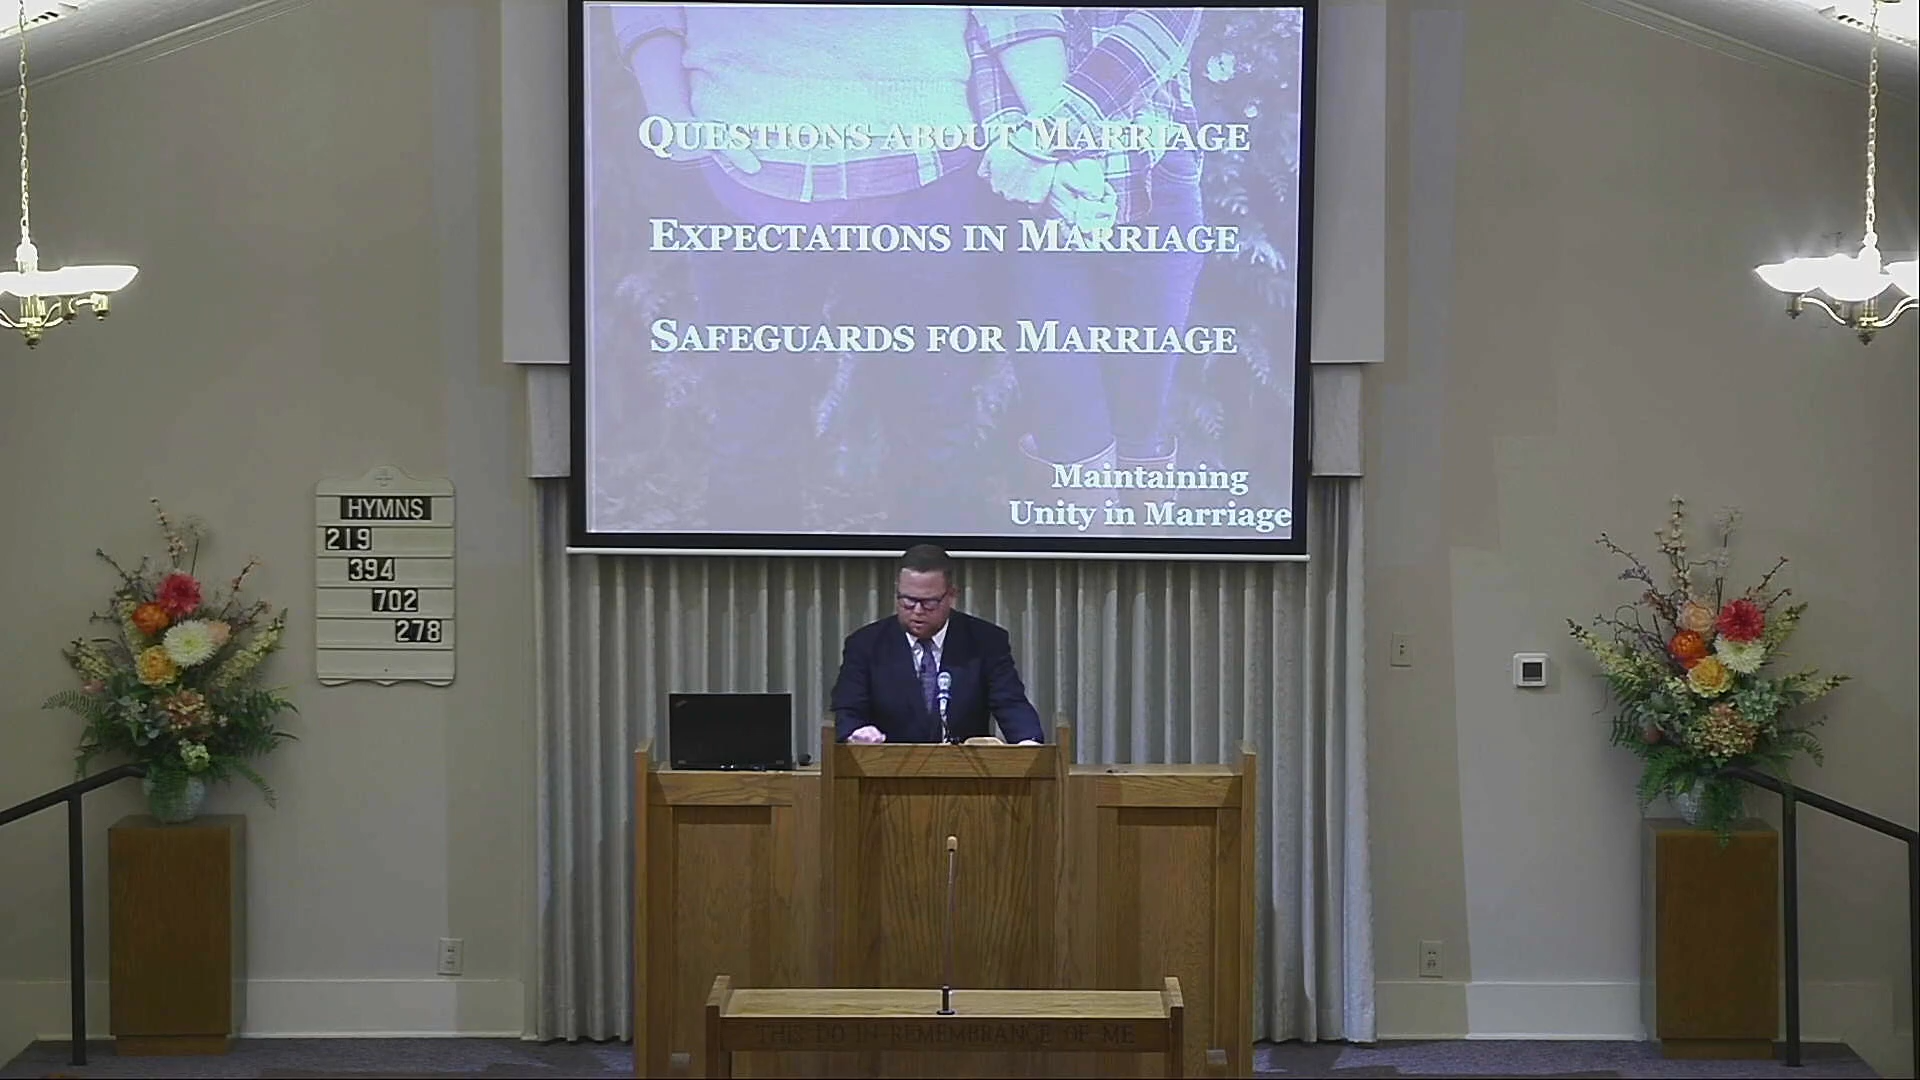 QUESTIONS ABOUT MARRIAGE
EXPECTATIONS IN MARRIAGE
SAFEGUARDS FOR MARRIAGE
Maintaining
Unity in Marriage
HYMNS
219
394
702
278
THIS DO IN REMEMBRANCE OF ME